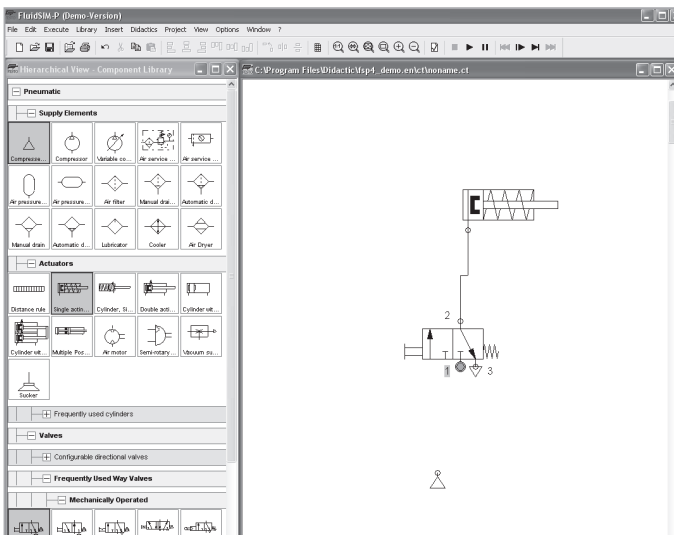 FluidSIM-P (Demo-Version)
File Edit Execute Library Insert Didactics Project View Options Window ?
Hierarchical View - Component Library
C:\Program Files\Didactic\fsp4_demo.en\ct\noname.ct
Pneumatic
Supply Elements
Compresse... Compressor Variable co... Air service ... Air service ...
Air pressure... Air pressure... Air filter Manual drai... Automatic d...
Manual drain Automatic d... Lubricator Cooler Air Dryer
Actuators
Distance rule Single actin... Cylinder, Si... Double acti... Cylinder wit...
Cylinder wit... Multiple Pos... Air motor Semi-rotary... Vacuum su...
Sucker
Frequently used cylinders
Valves
Configurable directional valves
Frequently Used Way Valves
Mechanically Operated
2
1 3